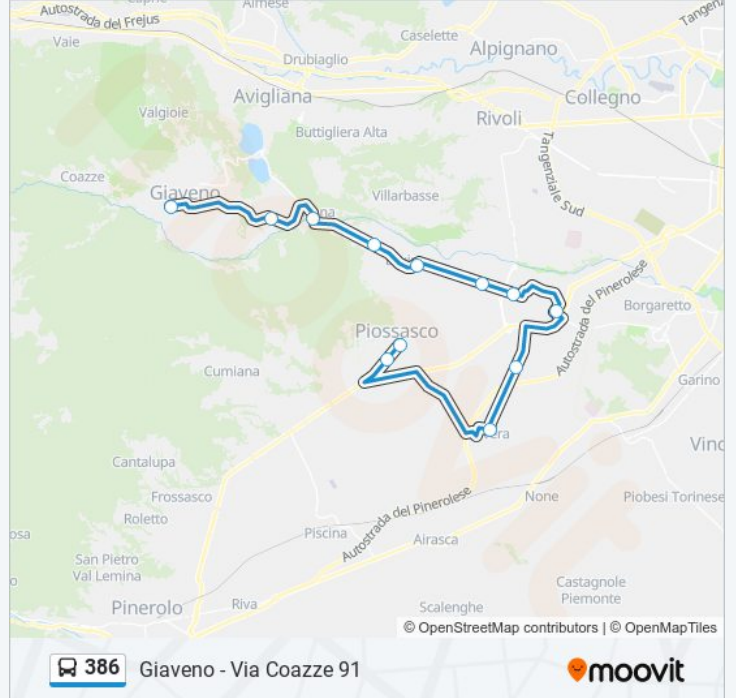 Autostrada del Frejus
Almese
Caselette
Tangenz
Vaie
Drubiaglio
Alpignano
Avigliana
Collegno
Valgioie
Rivoli
Buttigliera Alta
Tangenziale Sud
Coazze
Giaveno
Villarbasse
Autostrada del Pinerolese
Borgaretto
Piossasco
Cumiana
Garino
Vinc
Cantalupa
Frossasco
None
Piobesi Torinese
Roletto
Autostrada del Pinerolese
Piscina
Airasca
San Pietro
Val Lemina
Castagnole
Piemonte
Pinerolo
Riva
Scalenghe
© OpenStreetMap contributors | © OpenMapTiles
386 Giaveno - Via Coazze 91
moovit